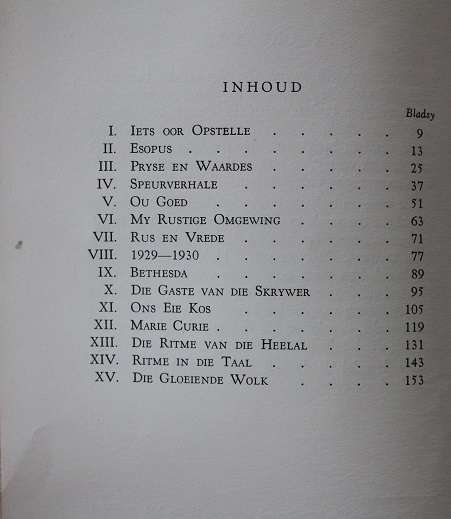 INHOUD
Bladsy
I. Iets oor Opstelle . . . . . 9
II. Esopus . . . . . . . 13
III. Pryse en Waardes . . . . . 25
IV. Speurverhale . . . . . 37
V. Ou Goed . . . . . . 51
VI. My Rustige Omgewing . . . . 63
VII. Rus en Vrede . . . . . 71
VIII. 1929—1930 . . . . . . 77
IX. Bethesda . . . . . . 89
X. Die Gaste van die Skrywer . . . 95
XI. Ons Eie Kos . . . . . 105
XII. Marie Curie . . . . . . 119
XIII. Die Ritme van die Heelal . . . 131
XIV. Ritme in die Taal . . . . . 143
XV. Die Gloeiende Wolk . . . . 153